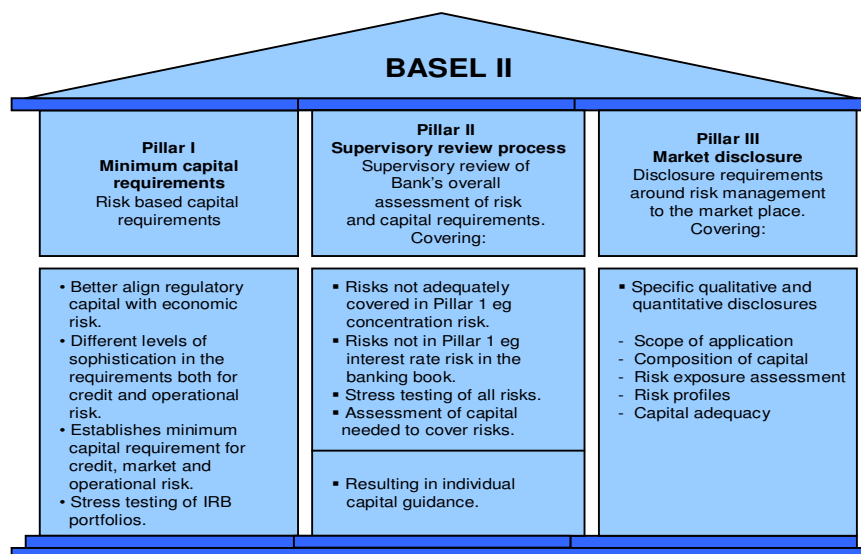 BASEL II
Pillar I
Minimum capital
requirements
Risk based capital
requirements
Pillar II
Supervisory review process
Supervisory review of
Bank's overall
assessment of risk
and capital requirements.
Covering:
Pillar III
Market disclosure
Disclosure requirements
around risk management
to the market place.
Covering:
• Better align regulatory
capital with economic
risk.
• Different levels of
sophistication in the
requirements both for
credit and operational
risk.
• Establishes minimum
capital requirement for
credit, market and
operational risk.
• Stress testing of IRB
portfolios.
▪ Risks not adequately
covered in Pillar 1 eg
concentration risk.
▪ Risks not in Pillar 1 eg
interest rate risk in the
banking book.
▪ Stress testing of all risks.
▪ Assessment of capital
needed to cover risks.
▪ Resulting in individual
capital guidance.
▪ Specific qualitative and
quantitative disclosures
- Scope of application
- Composition of capital
- Risk exposure assessment
- Risk profiles
- Capital adequacy